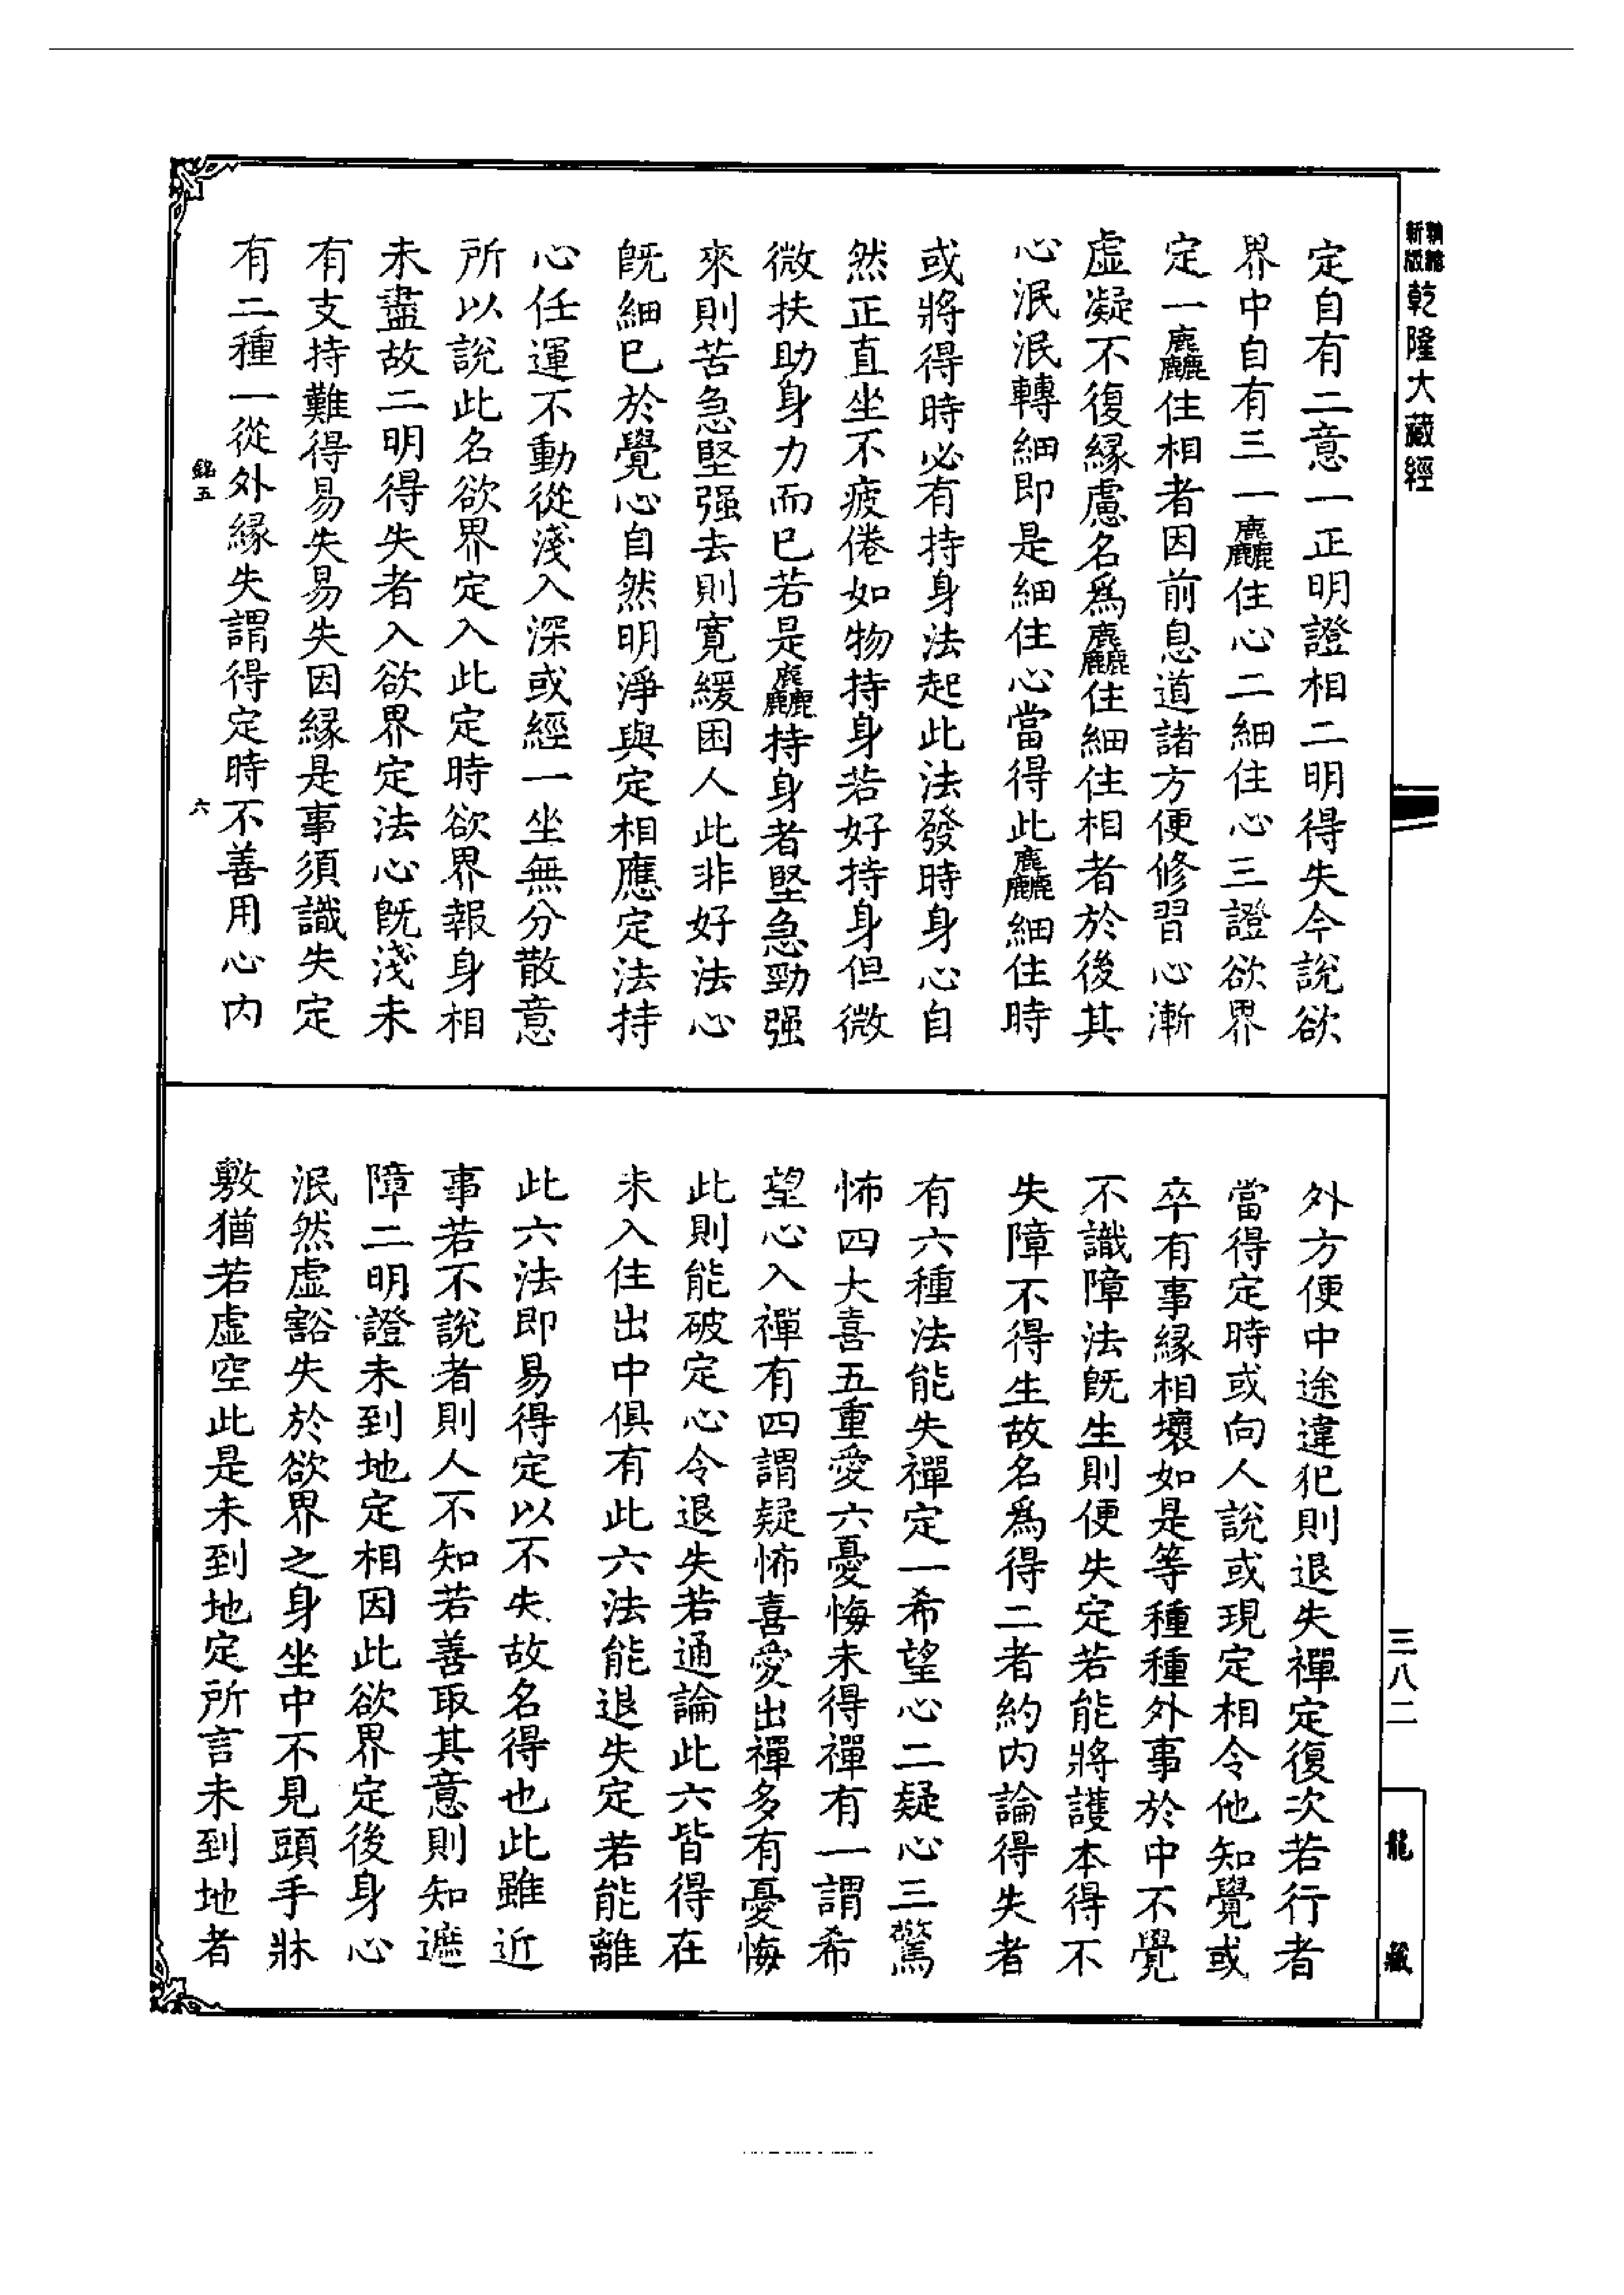 新版乾隆大藏經
定自有二意一正明證相二明得失今說欲
界中自有三一麤住心二細住心三證欲界
定一麤住相者因前息道諸方便修習心漸
虛凝不復緣慮名爲麤住細住相者於後其
心泯泯轉細即是細住心當得此麤細住時
或將得時必有持身法起此法發時身心自
然正直坐不疲倦如物持身若好持身但微
微扶助身力而已若是麤持身者堅急勁强
來則苦急堅强去則寬緩困人此非好法心
既細已於覺心自然明淨與定相應定法持
心任運不動從淺入深或經一坐無分散意
所以說此名欲界定入此定時欲界報身相
未盡故二明得失者入欲界定法心既淺未
有支持難得易失易失因緣是事須識失定
有二種一從外緣失謂得定時不善用心內
銘五 六
外方便中途違犯則退失禪定復次若行者
當得定時或向人說或現定相令他知覺或
卒有事緣相壞如是等種種外事於中不覺
不識障法既生則便失定若能將護本得不
失障不得生故名爲得二者約內論得失者
有六種法能失禪定一希望心二疑心三驚
怖四大喜五重愛六憂悔未得禪有一謂希
望心入禪有四謂疑怖喜愛出禪多有憂悔
此則能破定心令退失若通論此六皆得在
未入住出中俱有此六法能退失定若能離
此六法即易得定以不失故名得也此雖近
事若不說者則人不知若善取其意則知遮
障二明證未到地定相因此欲界定後身心
泯然虛豁失於欲界之身坐中不見頭手牀
敷猶若虛空此是未到地定所言未到地者
三八二
龍藏